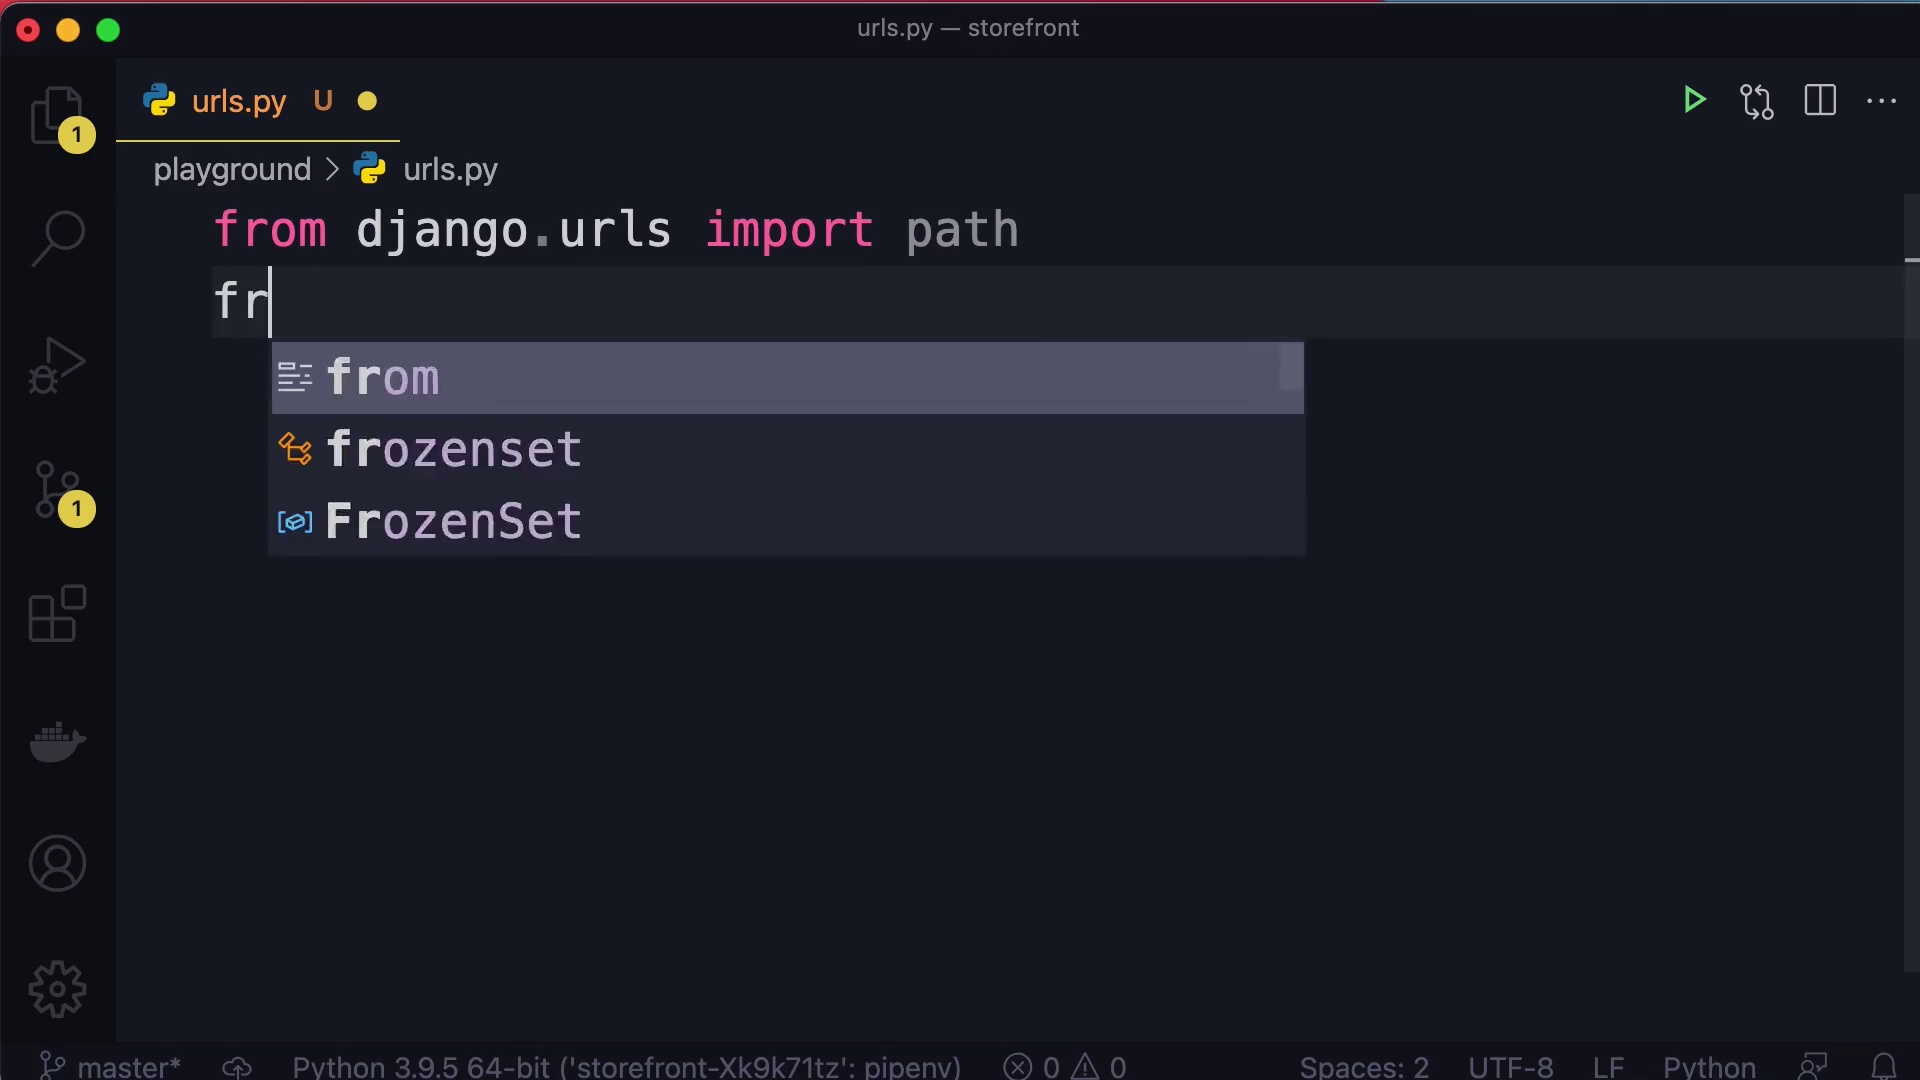 urls.py — storefront
urls.py U
1
playground > urls.py
from django.urls import path
fr
from
frozenset
FrozenSet
1
master* Python 3.9.5 64-bit ('storefront-Xk9k71tz': pipenv) 0 0 Spaces: 2 UTF-8 LF Python